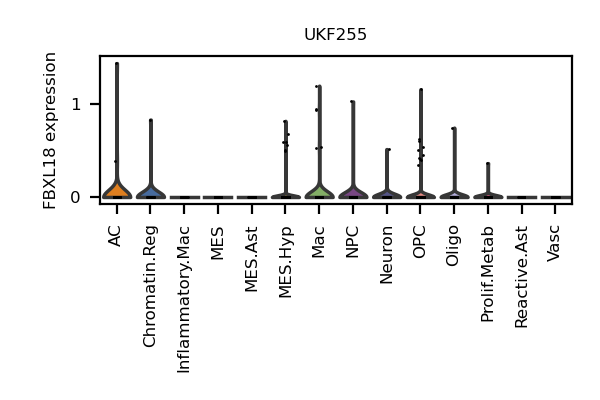 UKF255
FBXL18 expression
1
0
AC
Chromatin.Reg
Inflammatory.Mac
MES
MES.Ast
MES.Hyp
Mac
NPC
Neuron
OPC
Oligo
Prolif.Metab
Reactive.Ast
Vasc